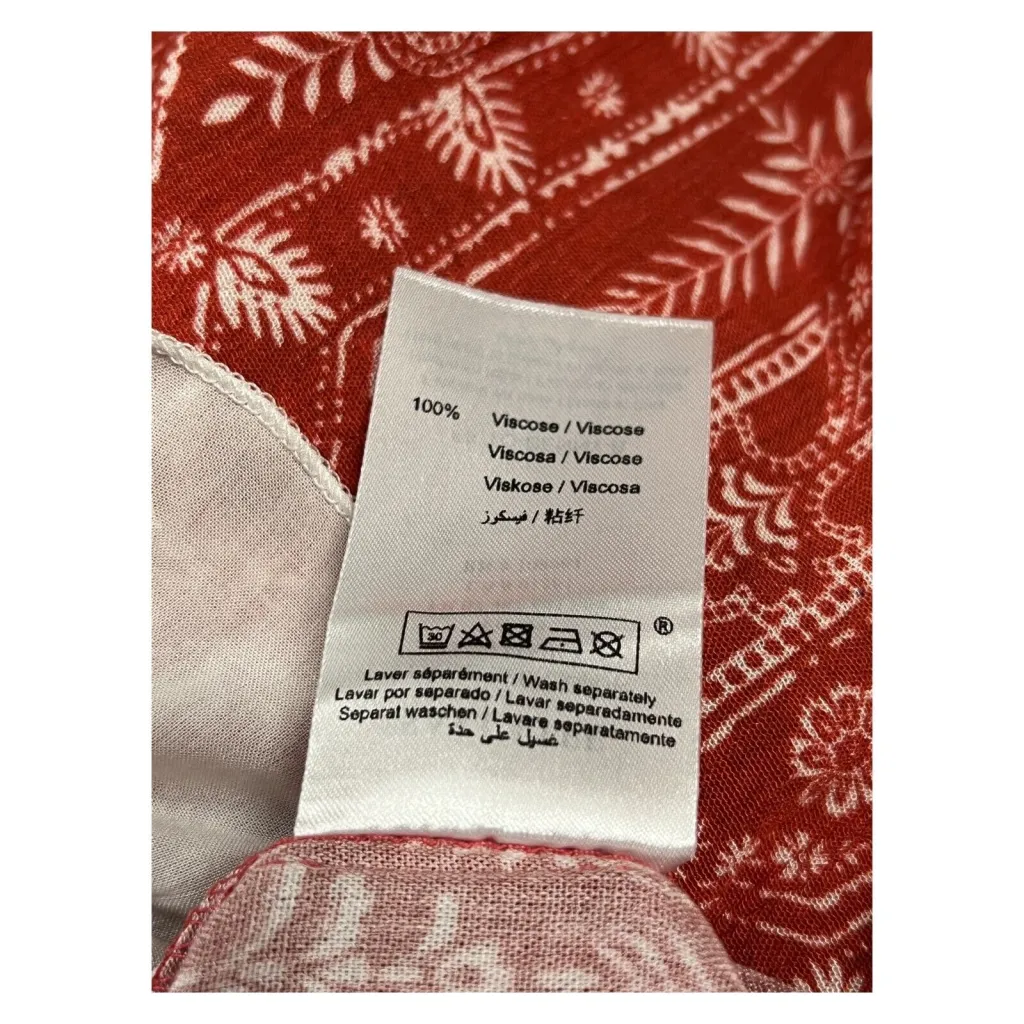 100% Viscose / Viscose
Viscosa / Viscose
Viskose / Viscosa
فيسكوز / 粘纤
30
®
Laver séparément / Wash separately
Lavar por separado / Lavar separadamente
Separat waschen / Lavare separatamente
غسيل على حدة